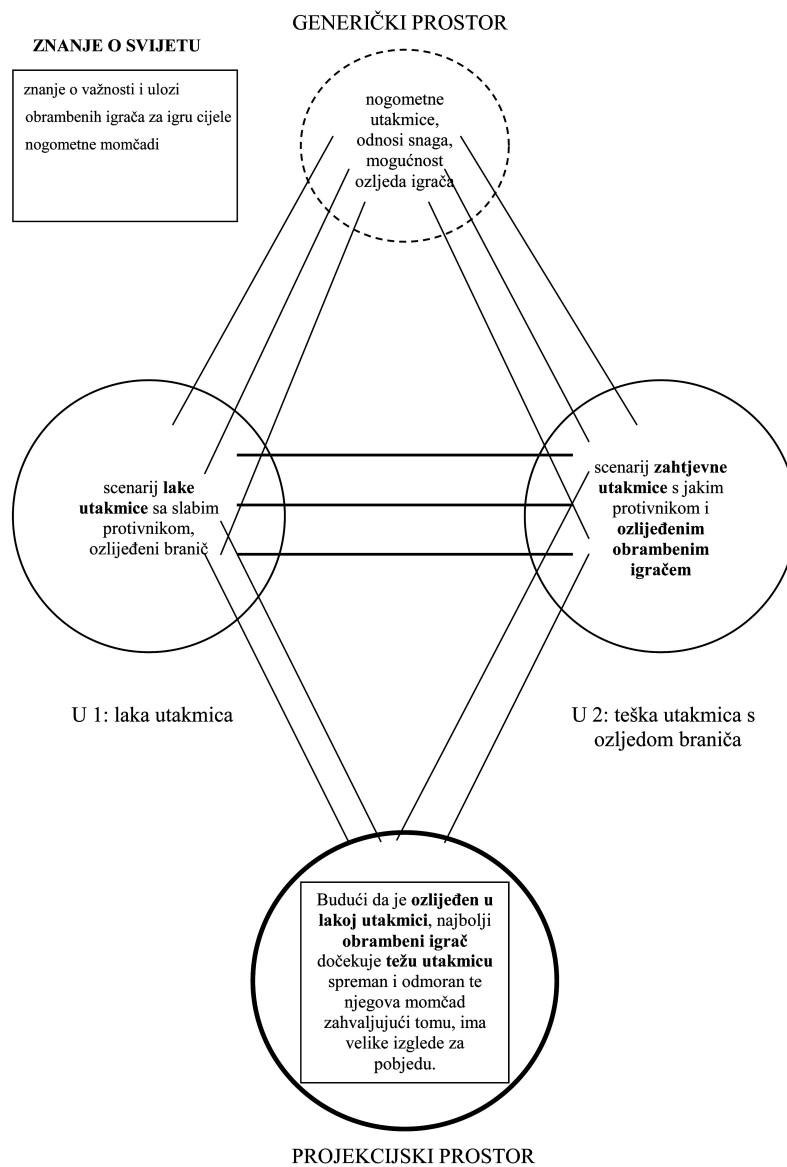 GENERIČKI PROSTOR
ZNANJE O SVIJETU
znanje o važnosti i ulozi
obrambenih igrača za igru cijele
nogometne momčadi
nogometne
utakmice,
odnosi snaga,
mogućnost
ozljeda igrača
scenarij lake
utakmice sa slabim
protivnikom,
ozlijeđeni branič
scenarij zahtjevne
utakmice s jakim
protivnikom i
ozlijeđenim
obrambenim
igračem
U 1: laka utakmica
U 2: teška utakmica s
ozljedom braniča
Budući da je ozlijeđen u
lakoj utakmici, najbolji
obrambeni igrač
dočekuje težu utakmicu
spreman i odmoran te
njegova momčad
zahvaljujući tomu, ima
velike izglede za
pobjedu.
PROJEKCIJSKI PROSTOR